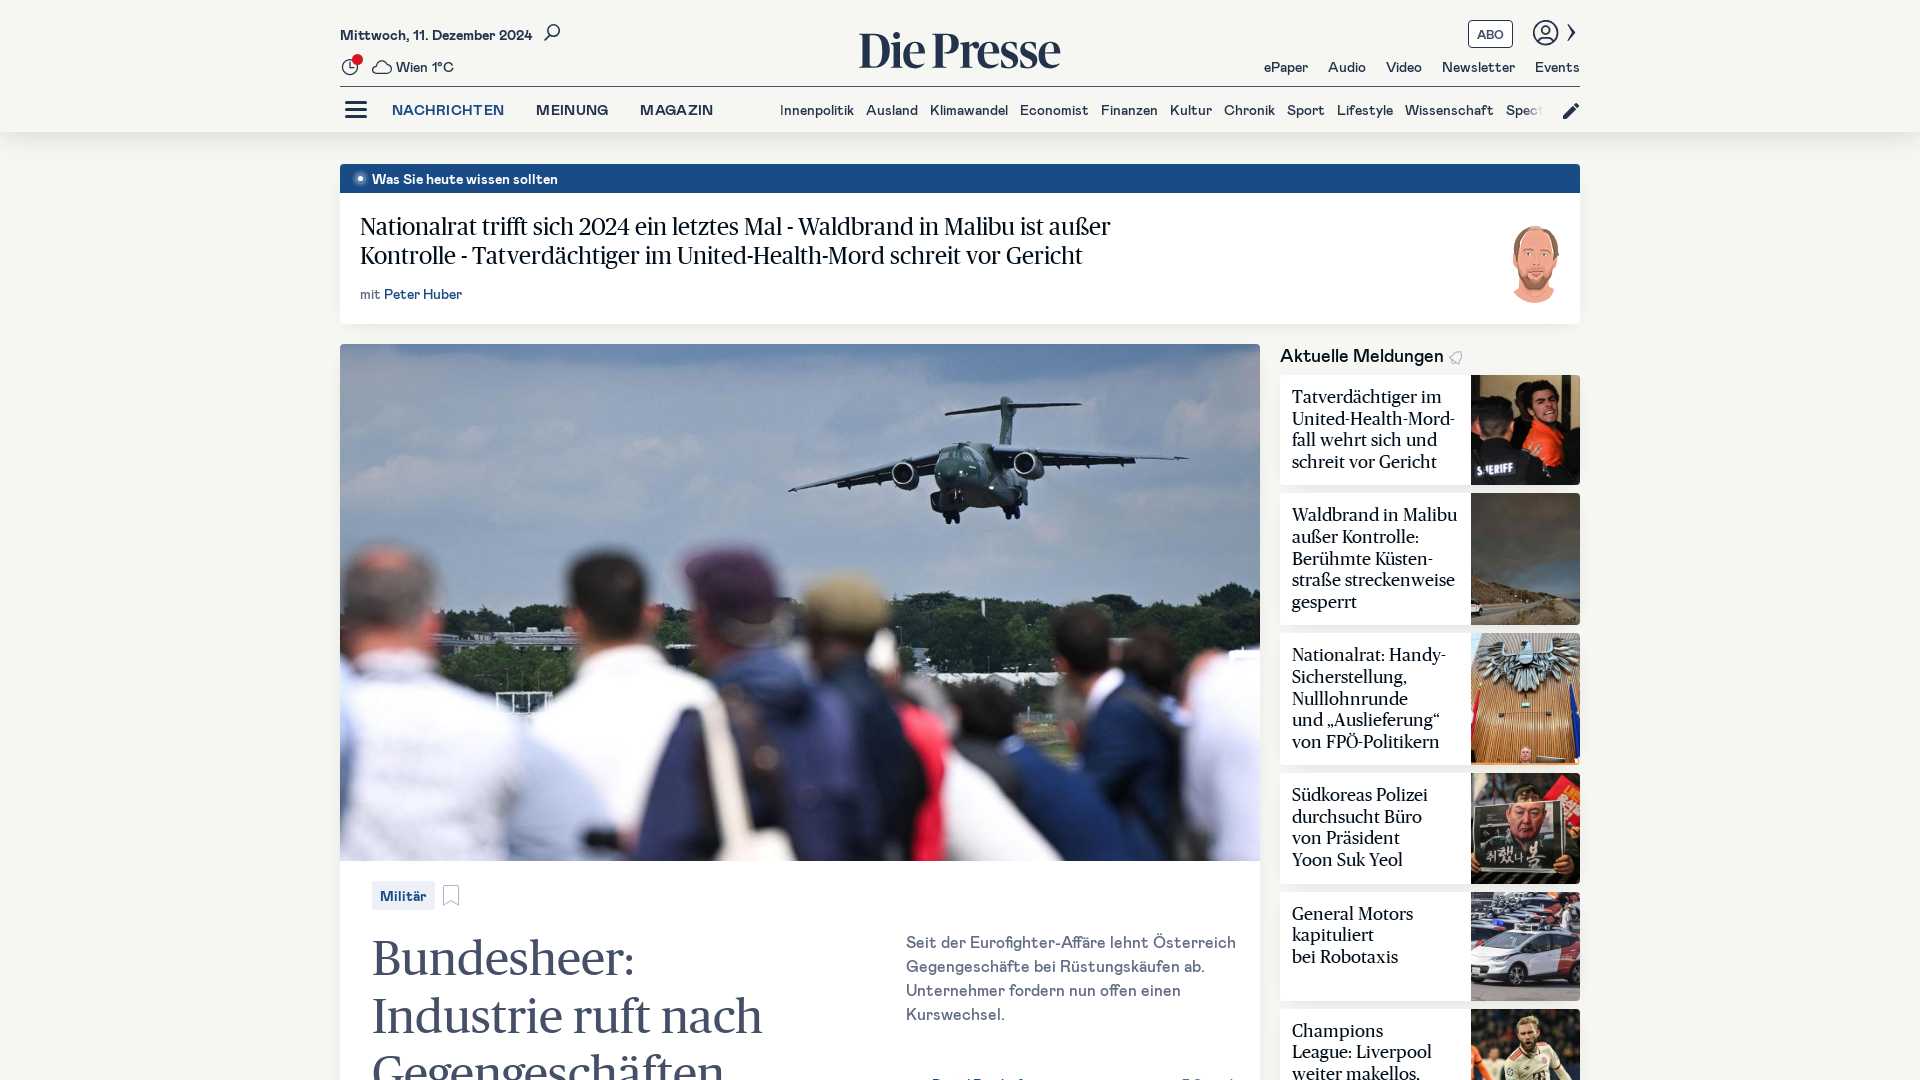 Mittwoch, 11. Dezember 2024
Wien 1°C
Die Presse
ABO
ePaper Audio Video Newsletter Events
NACHRICHTEN MEINUNG MAGAZIN
Innenpolitik Ausland Klimawandel Economist Finanzen Kultur Chronik Sport Lifestyle Wissenschaft Spect
Was Sie heute wissen sollten
Nationalrat trifft sich 2024 ein letztes Mal - Waldbrand in Malibu ist außer
Kontrolle - Tatverdächtiger im United-Health-Mord schreit vor Gericht
mit Peter Huber
Militär
Bundesheer:
Industrie ruft nach
Gegengeschäften
Seit der Eurofighter-Affäre lehnt Österreich
Gegengeschäfte bei Rüstungskäufen ab.
Unternehmer fordern nun offen einen
Kurswechsel.
Aktuelle Meldungen
Tatverdächtiger im
United-Health-Mord-
fall wehrt sich und
schreit vor Gericht
SHERIFF
Waldbrand in Malibu
außer Kontrolle:
Berühmte Küsten-
straße streckenweise
gesperrt
Nationalrat: Handy-
Sicherstellung,
Nulllohnrunde
und „Auslieferung“
von FPÖ-Politikern
Südkoreas Polizei
durchsucht Büro
von Präsident
Yoon Suk Yeol
General Motors
kapituliert
bei Robotaxis
Champions
League: Liverpool
weiter makellos,